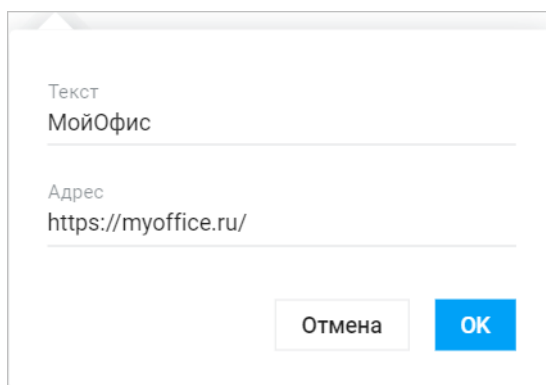 Текст
МойОфис
Адрес
https://myoffice.ru/
Отмена
OK